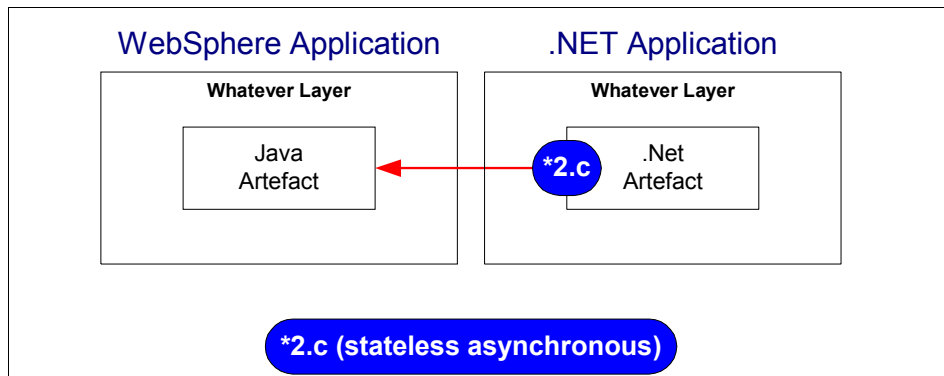 WebSphere Application
.NET Application
Whatever Layer
Whatever Layer
Java
Artefact
*2.c
.Net
Artefact
*2.c (stateless asynchronous)